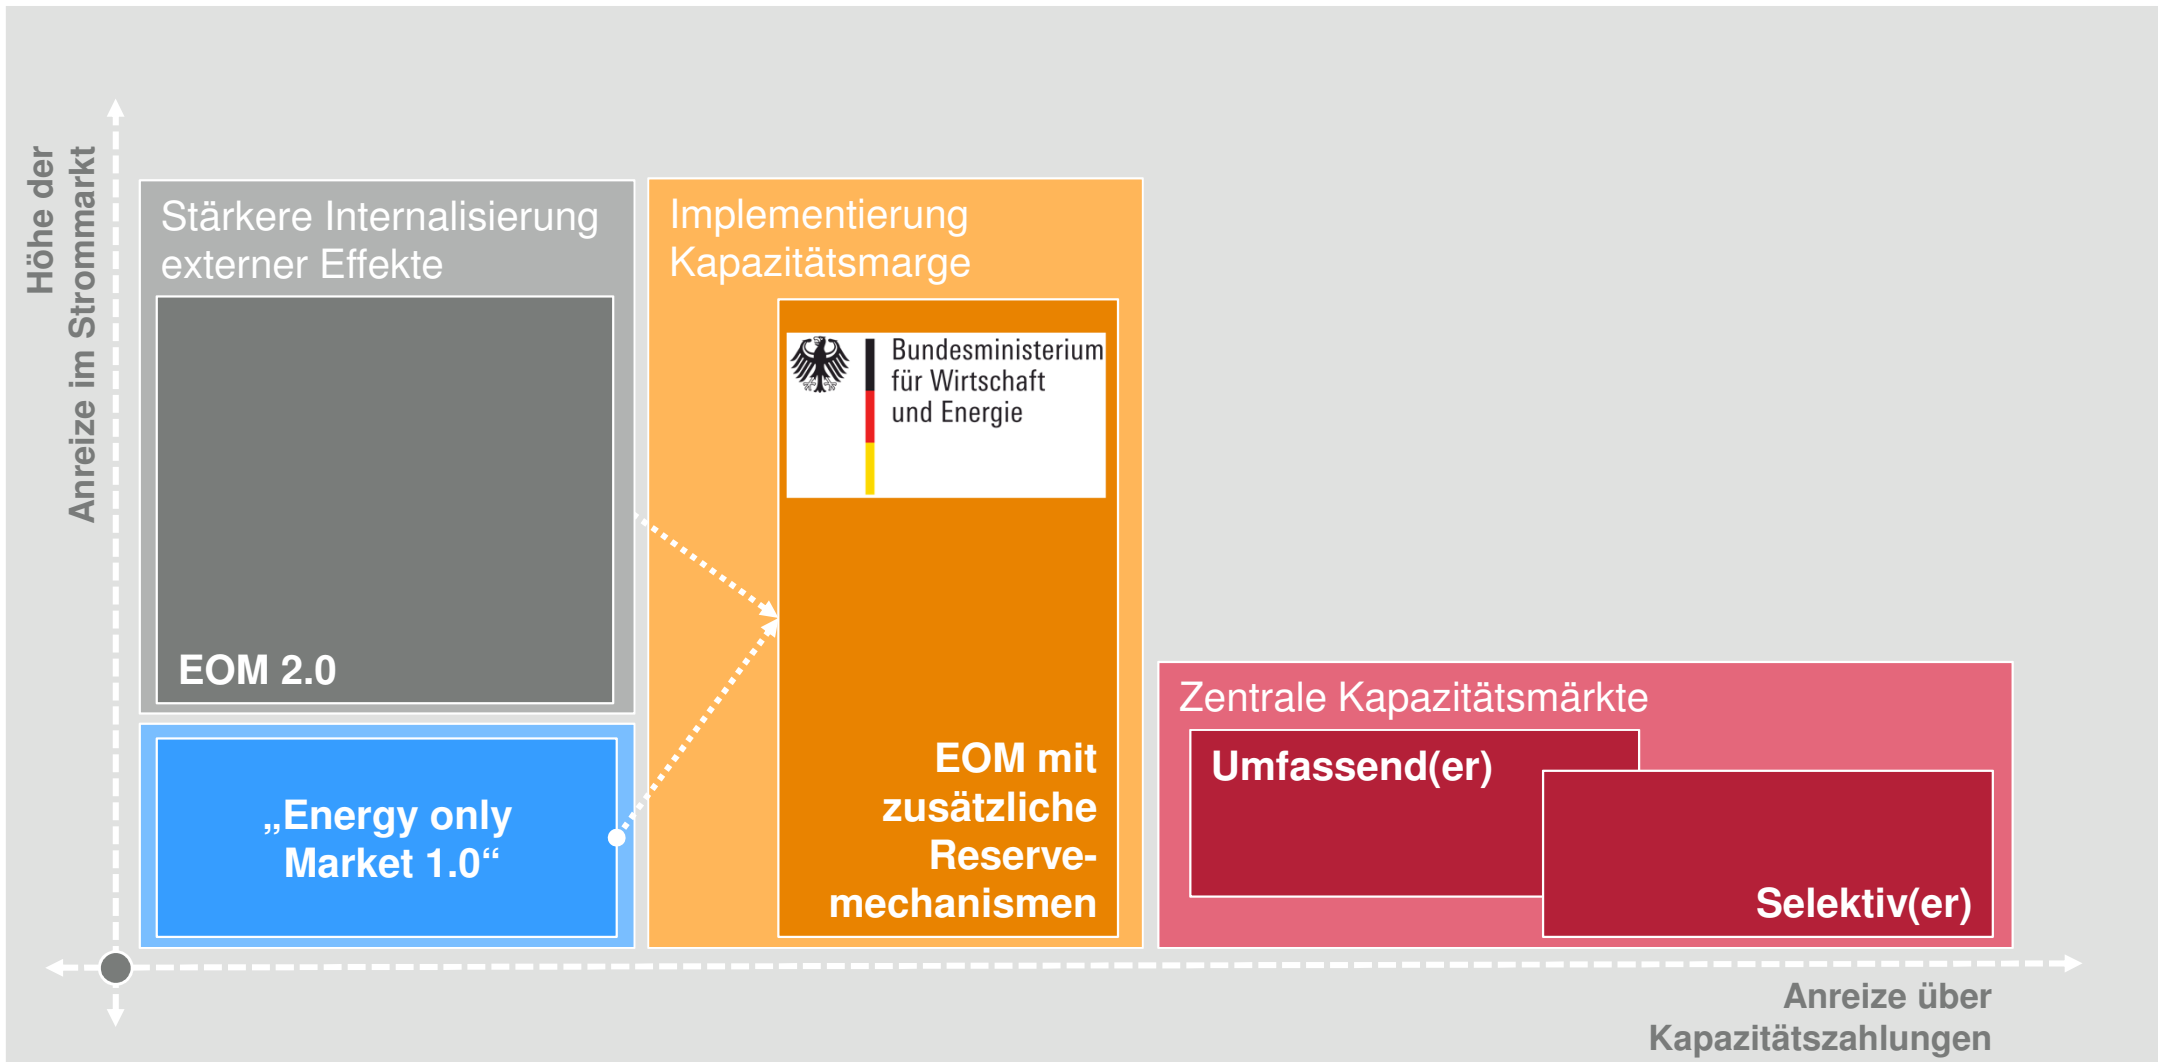 Höhe der
Anreize im Strommarkt
Stärkere Internalisierung
externer Effekte
EOM 2.0
„Energy only
Market 1.0“
Implementierung
Kapazitätsmarge
Bundesministerium
für Wirtschaft
und Energie
EOM mit
zusätzliche
Reserve-
mechanismen
Zentrale Kapazitätsmärkte
Umfassend(er)
Selektiv(er)
Anreize über
Kapazitätszahlungen